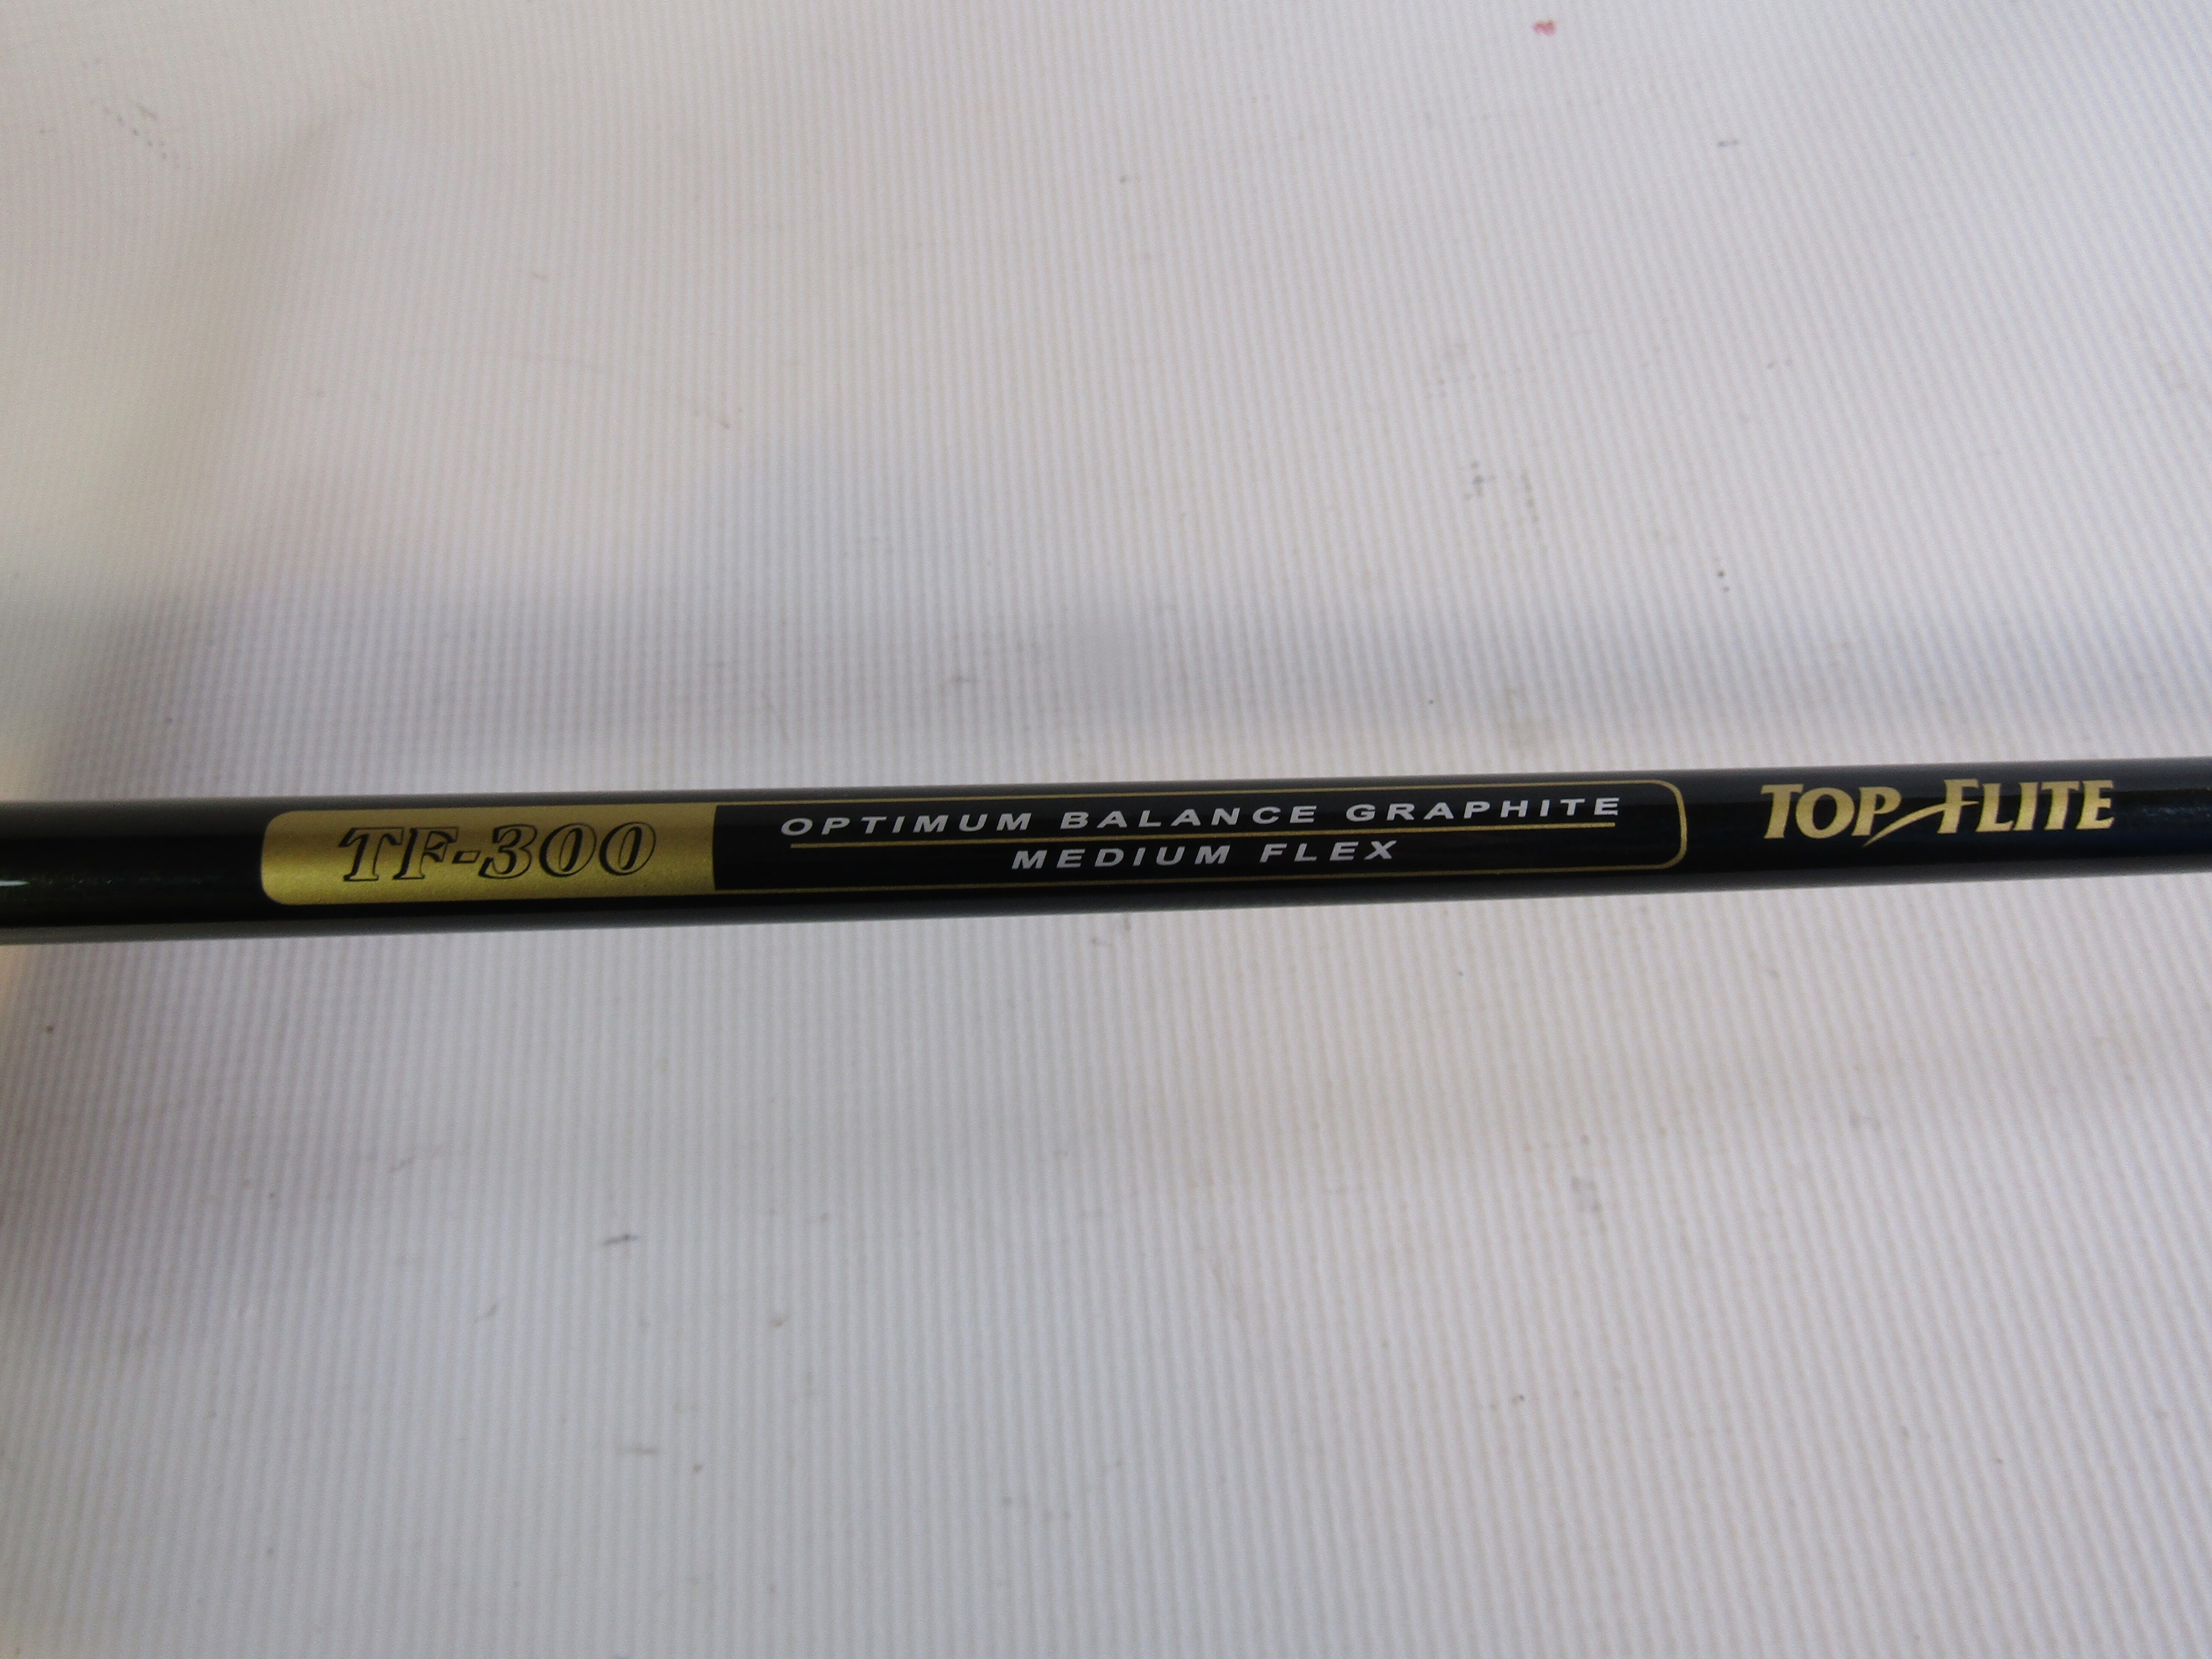 TF-300
OPTIMUM BALANCE GRAPHITE
MEDIUM FLEX
TOP FLITE